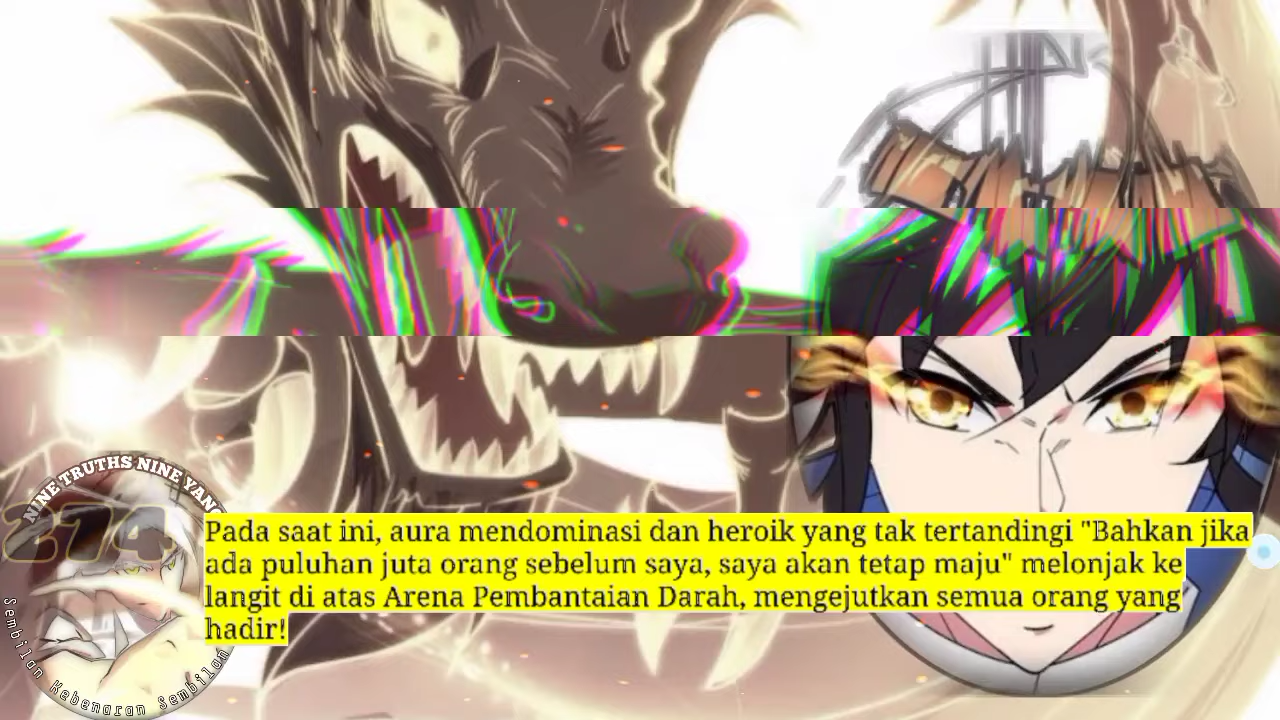 NINE TRUTHS NINE YANG
274
Pada saat ini, aura mendominasi dan heroik yang tak tertandingi "Bahkan jika
ada puluhan juta orang sebelum saya, saya akan tetap maju" melonjak ke
langit di atas Arena Pembantaian Darah, mengejutkan semua orang yang
hadir!
Sembilan Kebenaran Sembilan